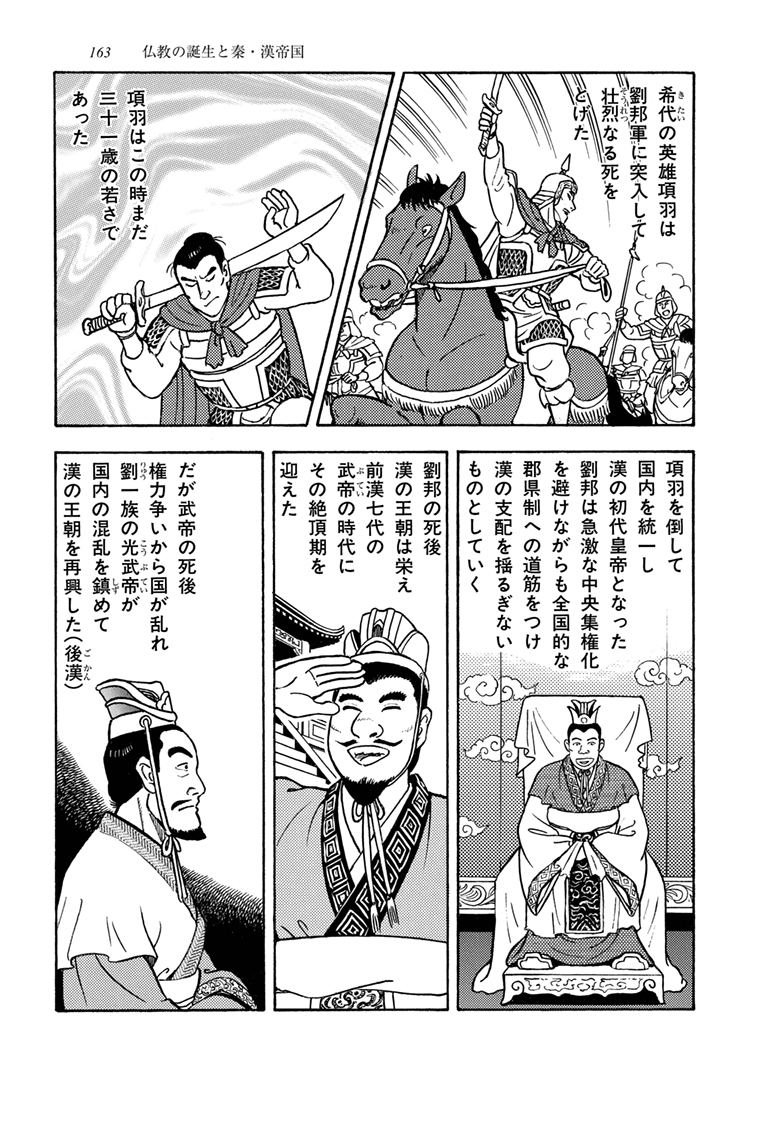 163 仏教の誕生と秦・漢帝国
希代の英雄項羽は
劉邦軍に突入して
壮烈なる死を
とげた
項羽はこの時まだ
三十一歳の若さで
あった
項羽を倒して
国内を統一し
漢の初代皇帝となった
劉邦は急激な中央集権化
を避けながらも全国的な
郡県制への道筋をつけ
漢の支配を揺るぎない
ものとしていく
劉邦の死後
漢の王朝は栄え
前漢七代の
武帝の時代に
その絶頂期を
迎えた
だが武帝の死後
権力争いから国が乱れ
劉一族の光武帝が
国内の混乱を鎮めて
漢の王朝を再興した(後漢)